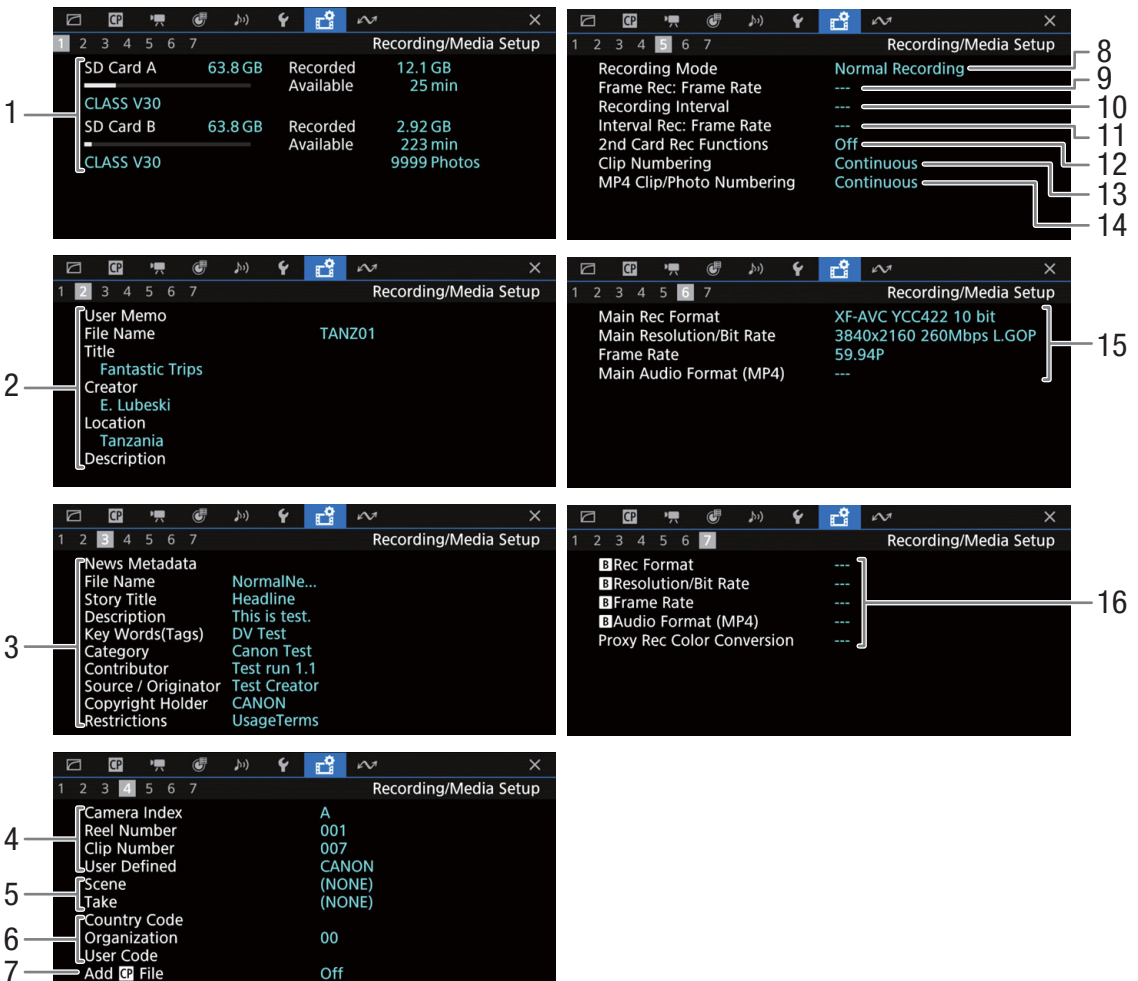 CP
1 2 3 4 5 6 7 Recording/Media Setup
1
SD Card A 63.8 GB Recorded 12.1 GB
Available 25 min
CLASS V30
SD Card B 63.8 GB Recorded 2.92 GB
Available 223 min
CLASS V30 9999 Photos
CP
1 2 3 4 5 6 7 Recording/Media Setup
2
User Memo
File Name TANZ01
Title
Fantastic Trips
Creator
E. Lubeski
Location
Tanzania
Description
CP
1 2 3 4 5 6 7 Recording/Media Setup
3
News Metadata
File Name NormalNe...
Story Title Headline
Description This is test.
Key Words(Tags) DV Test
Category Canon Test
Contributor Test run 1.1
Source / Originator Test Creator
Copyright Holder CANON
Restrictions UsageTerms
CP
1 2 3 4 5 6 7 Recording/Media Setup
4
Camera Index A
Reel Number 001
Clip Number 007
User Defined CANON
5
Scene (NONE)
Take (NONE)
6
Country Code
Organization 00
User Code
7
Add CP File Off
CP
1 2 3 4 5 6 7 Recording/Media Setup
Recording Mode Normal Recording 8
Frame Rec: Frame Rate --- 9
Recording Interval --- 10
Interval Rec: Frame Rate --- 11
2nd Card Rec Functions Off 12
Clip Numbering Continuous 13
MP4 Clip/Photo Numbering Continuous 14
CP
1 2 3 4 5 6 7 Recording/Media Setup
Main Rec Format XF-AVC YCC422 10 bit
Main Resolution/Bit Rate 3840x2160 260Mbps L.GOP
Frame Rate 59.94P
Main Audio Format (MP4) ---
15
CP
1 2 3 4 5 6 7 Recording/Media Setup
B Rec Format ---
B Resolution/Bit Rate ---
B Frame Rate ---
B Audio Format (MP4) ---
Proxy Rec Color Conversion ---
16